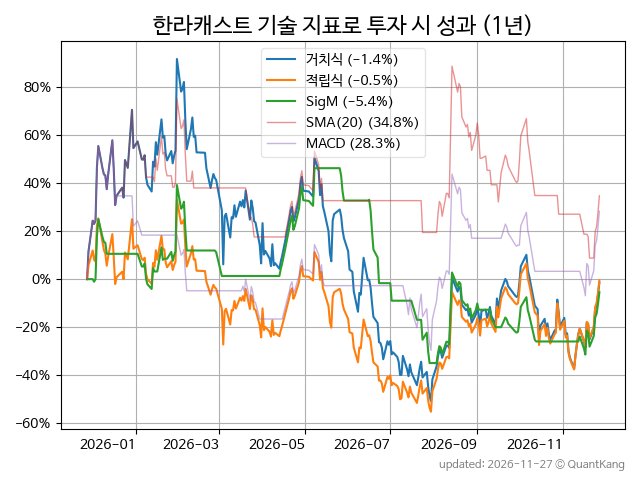 한라캐스트 기술 지표로 투자 시 성과 (1년)
거치식 (−1.4%)
적립식 (−0.5%)
SigM (−5.4%)
SMA(20) (34.8%)
MACD (28.3%)
80%
60%
40%
20%
0%
−20%
−40%
−60%
2026-01 2026-03 2026-05 2026-07 2026-09 2026-11
updated: 2026-11-27 © QuantKang